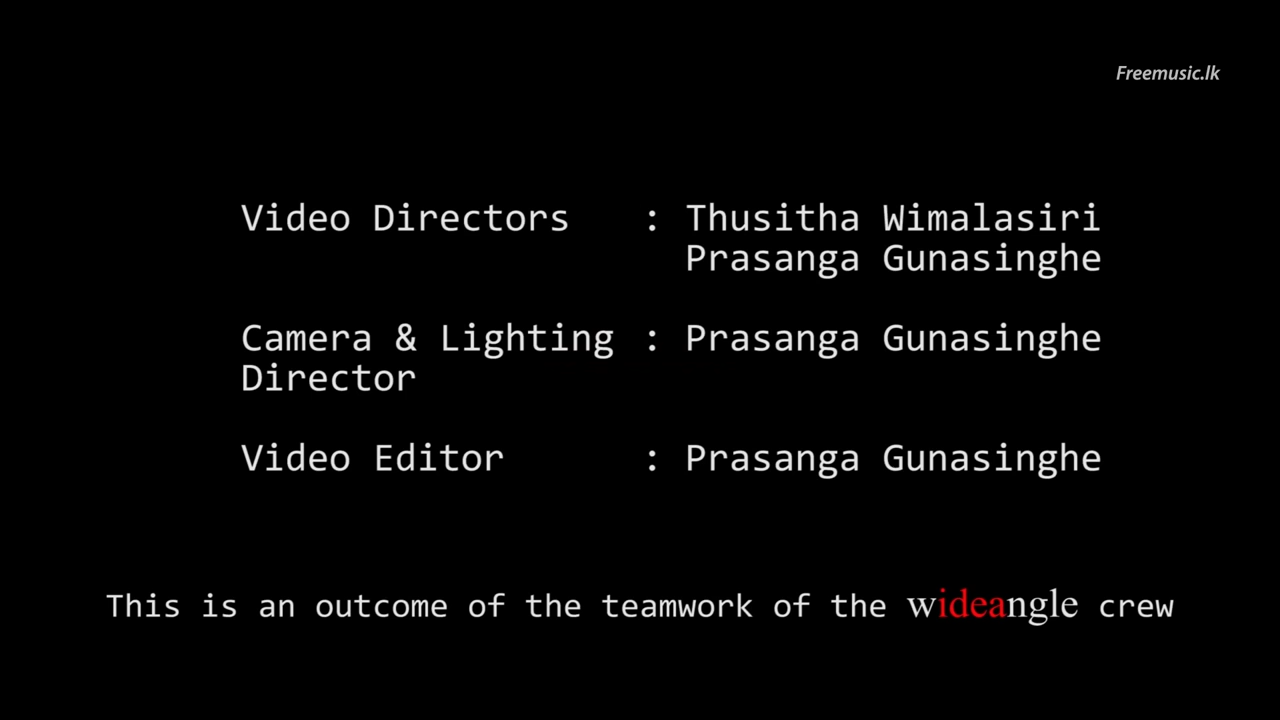 Freemusic.lk
Video Directors : Thusitha Wimalasiri
Prasanga Gunasinghe
Camera & Lighting : Prasanga Gunasinghe
Director
Video Editor : Prasanga Gunasinghe
This is an outcome of the teamwork of the wideangle crew